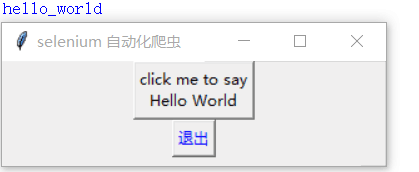 hello_world
selenium 自动化爬虫
click me to say
Hello World
退出